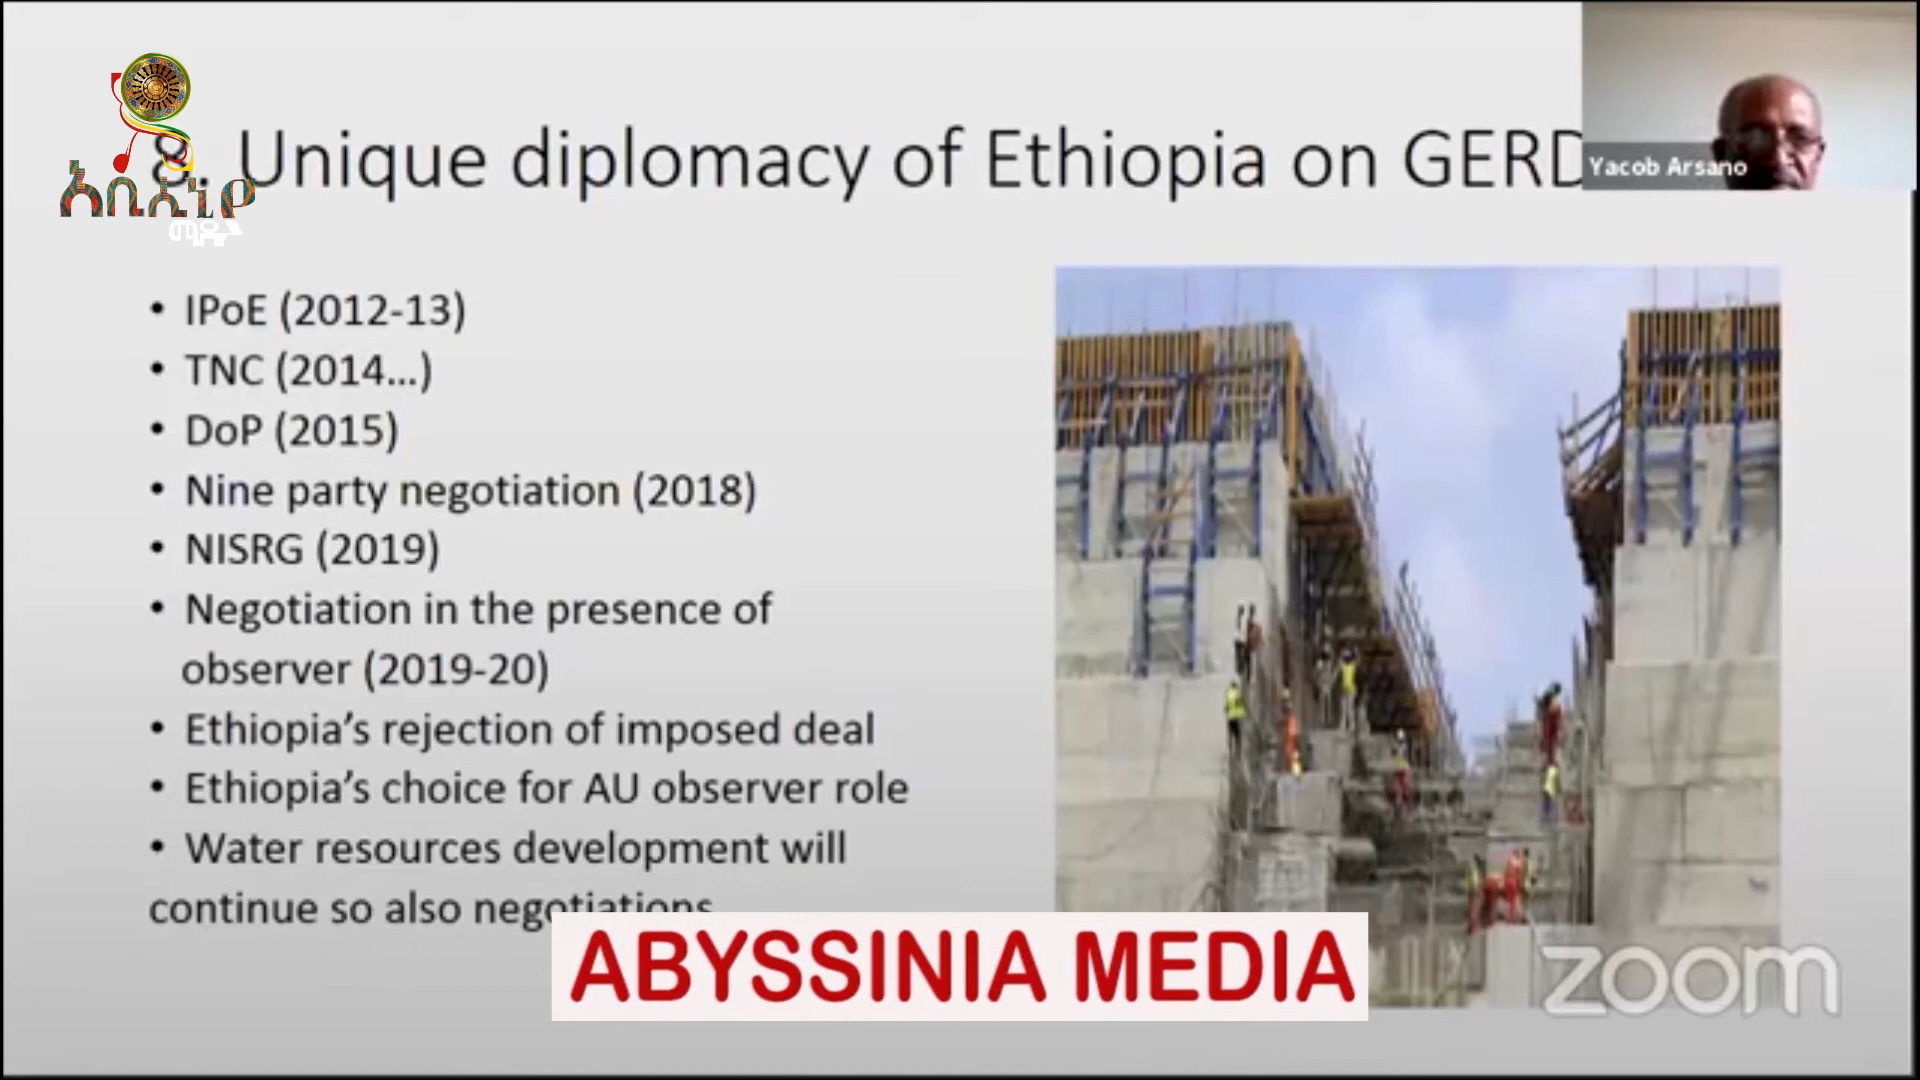 8. Unique diplomacy of Ethiopia on GERD
Yacob Arsano
አቢሲኒያ
ሚዲያ
• IPoE (2012-13)
• TNC (2014...)
• DoP (2015)
• Nine party negotiation (2018)
• NISRG (2019)
• Negotiation in the presence of
observer (2019-20)
• Ethiopia’s rejection of imposed deal
• Ethiopia’s choice for AU observer role
• Water resources development will
continue so also negotiations
ABYSSINIA MEDIA
zoom